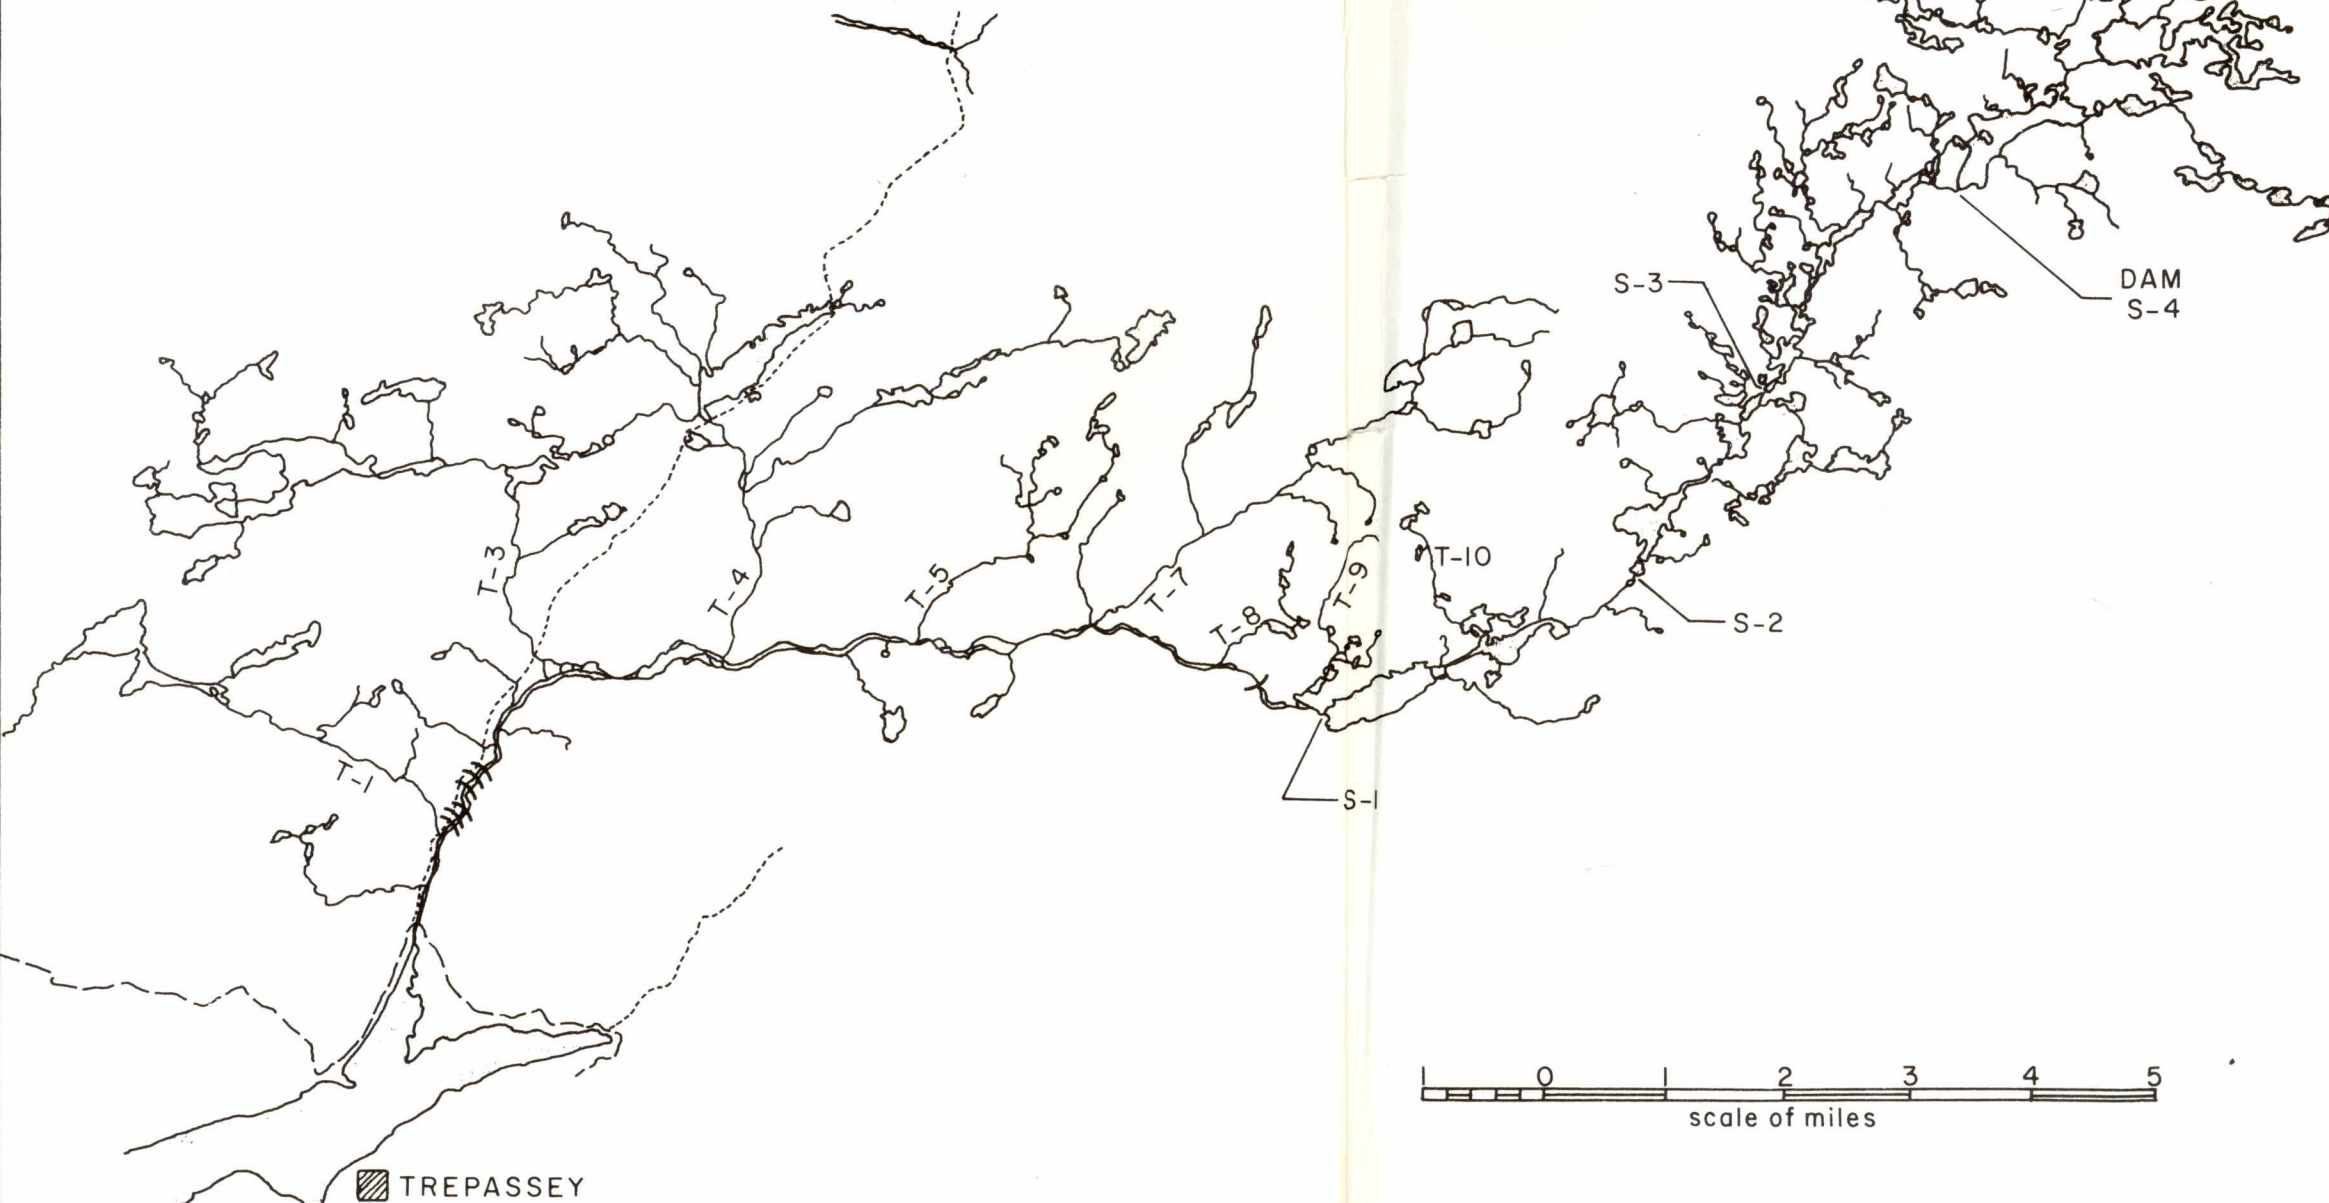 S-3
DAM
S-4
T-3
T-4
T-5
T-7
T-8
T-9
T-10
S-2
T-1
S-1
1 0 1 2 3 4 5
scale of miles
TREPASSEY